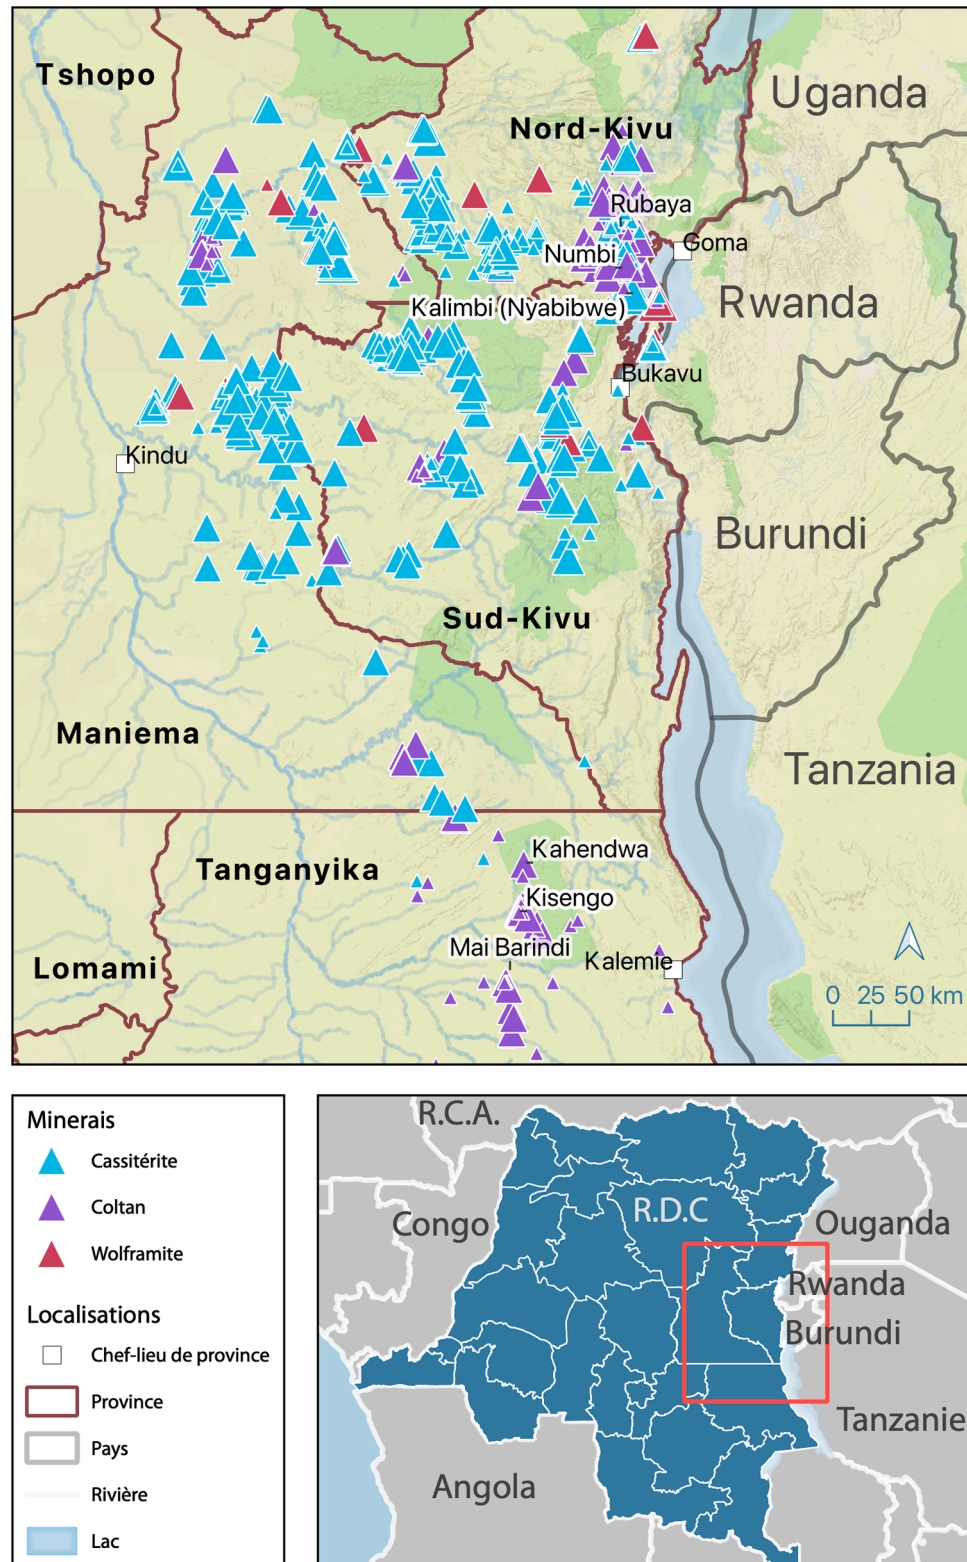 Tshopo
Uganda
Nord-Kivu
Rubaya
Goma
Numbi
Rwanda
Kalimbi (Nyabibwe)
Bukavu
Kindu
Burundi
Sud-Kivu
Maniema
Tanzania
Kahendwa
Tanganyika
Kisengo
Mai Barindi
Kalemie
Lomami
0 25 50 km
Minerais
Cassitérite
Coltan
Wolframite
Localisations
Chef-lieu de province
Province
Pays
Rivière
Lac
R.C.A.
R.D.C
Congo
Ouganda
Rwanda
Burundi
Tanzanie
Angola